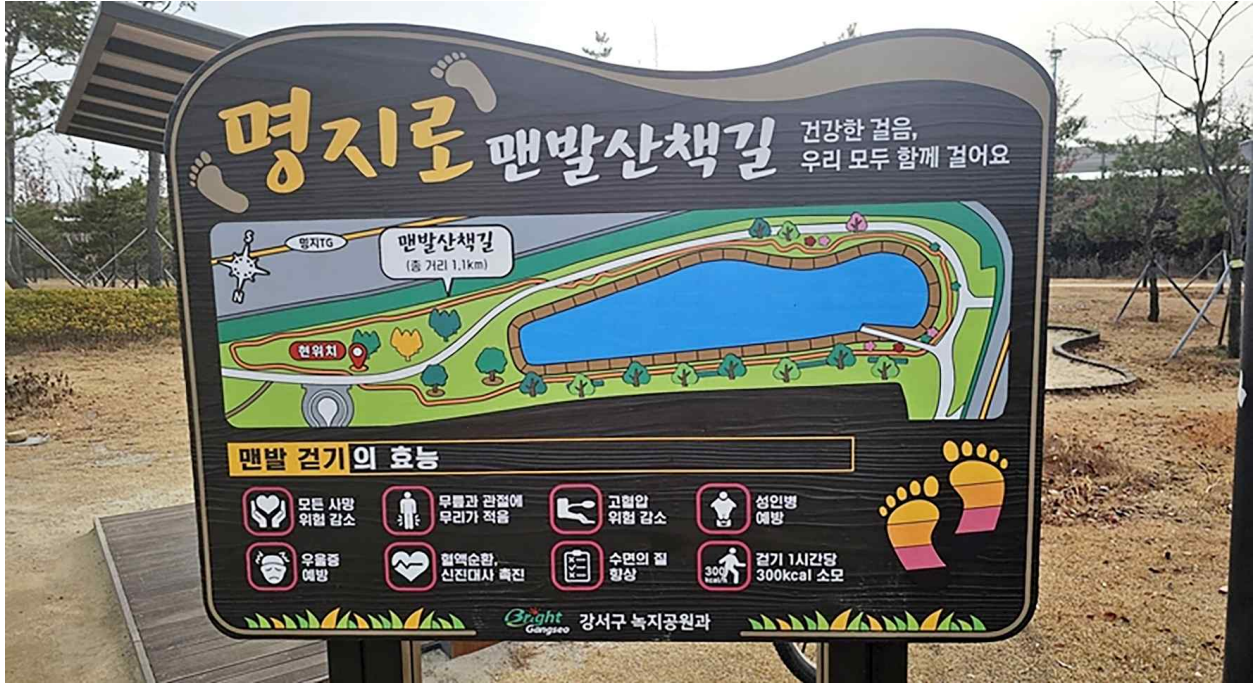 명지로 맨발산책길
건강한 걸음,
우리 모두 함께 걸어요
S
명지TG
N
맨발산책길
(총 거리 1.1km)
현위치
맨발 걷기의 효능
모든 사망
위험 감소
무릎과 관절에
무리가 적음
고혈압
위험 감소
성인병
예방
우울증
예방
혈액순환,
신진대사 촉진
수면의 질
향상
300
kcal/h
걷기 1시간당
300kcal 소모
Bright
Gangseo
강서구 녹지공원과